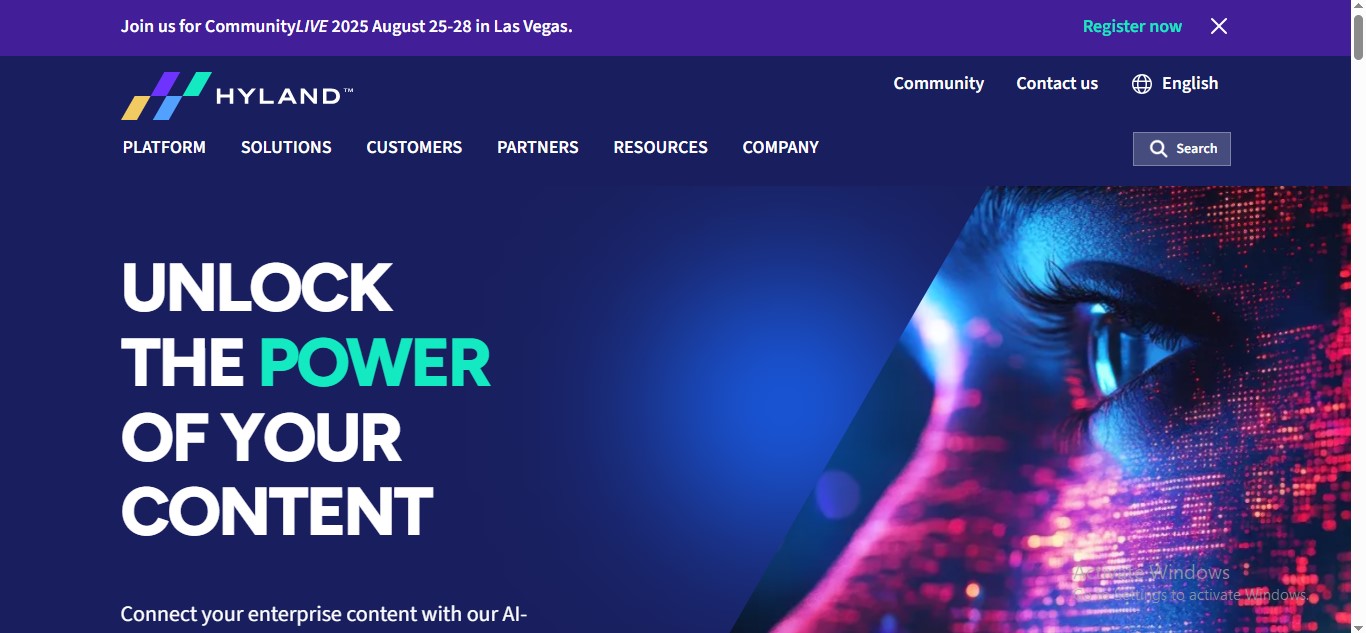 Join us for CommunityLIVE 2025 August 25-28 in Las Vegas.
Register now
HYLAND™
Community
Contact us
English
PLATFORM
SOLUTIONS
CUSTOMERS
PARTNERS
RESOURCES
COMPANY
Search
UNLOCK
THE POWER
OF YOUR
CONTENT
Connect your enterprise content with our AI-
Activate Windows
Go to Settings to activate Windows.